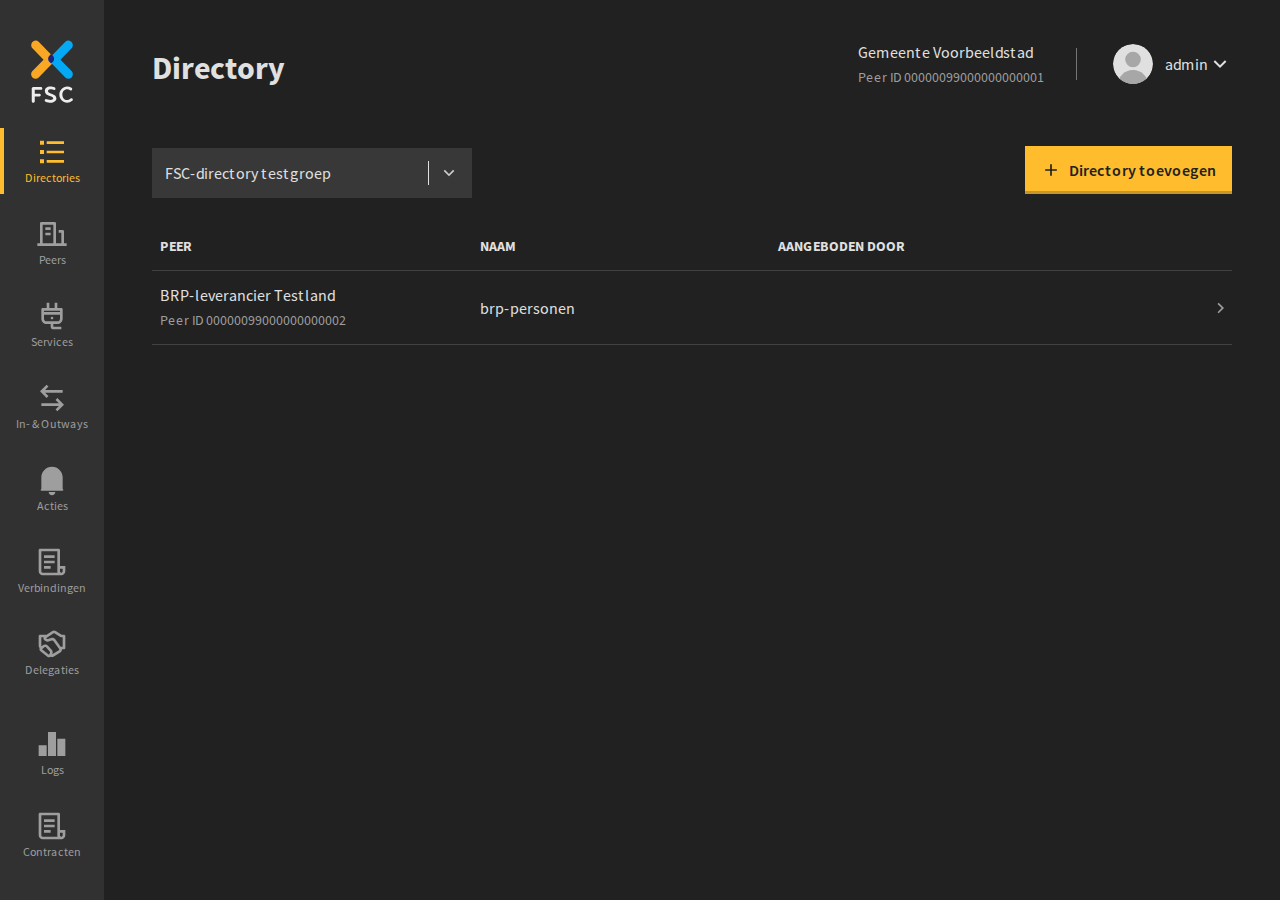 FSC
Directories
Peers
Services
In- & Outways
Acties
Verbindingen
Delegaties
Logs
Contracten
Directory
Gemeente Voorbeeldstad
Peer ID 00000099000000000001
admin
FSC-directory testgroep
Directory toevoegen
PEER NAAM AANGEBODEN DOOR
BRP-leverancier Testland
Peer ID 00000099000000000002
brp-personen